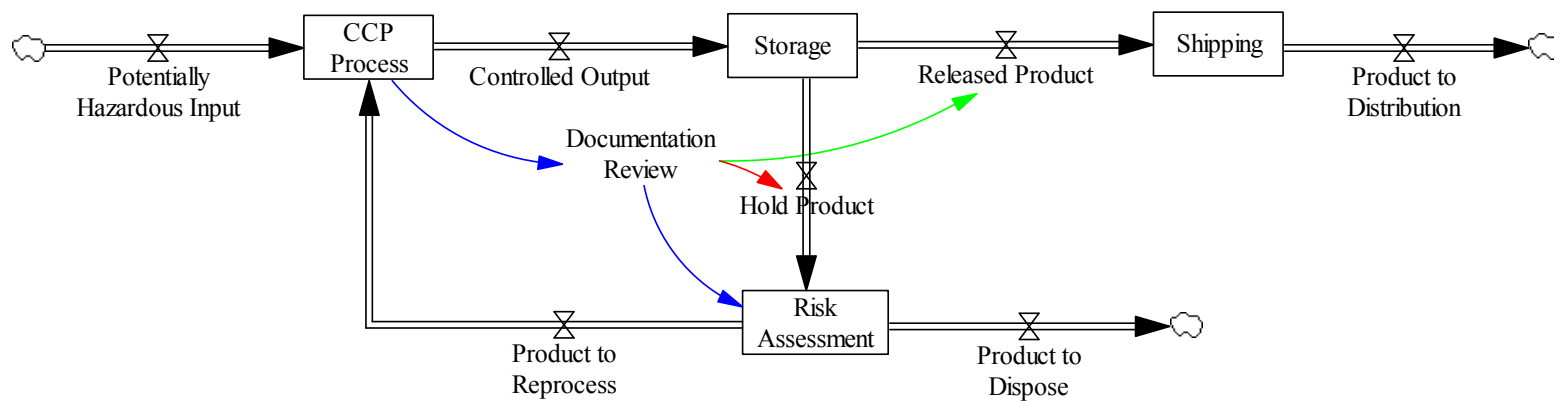 CCP
Process
Storage
Shipping
Potentially
Hazardous Input
Controlled Output
Released Product
Product to
Distribution
Documentation
Review
Hold Product
Risk
Assessment
Product to
Reprocess
Product to
Dispose